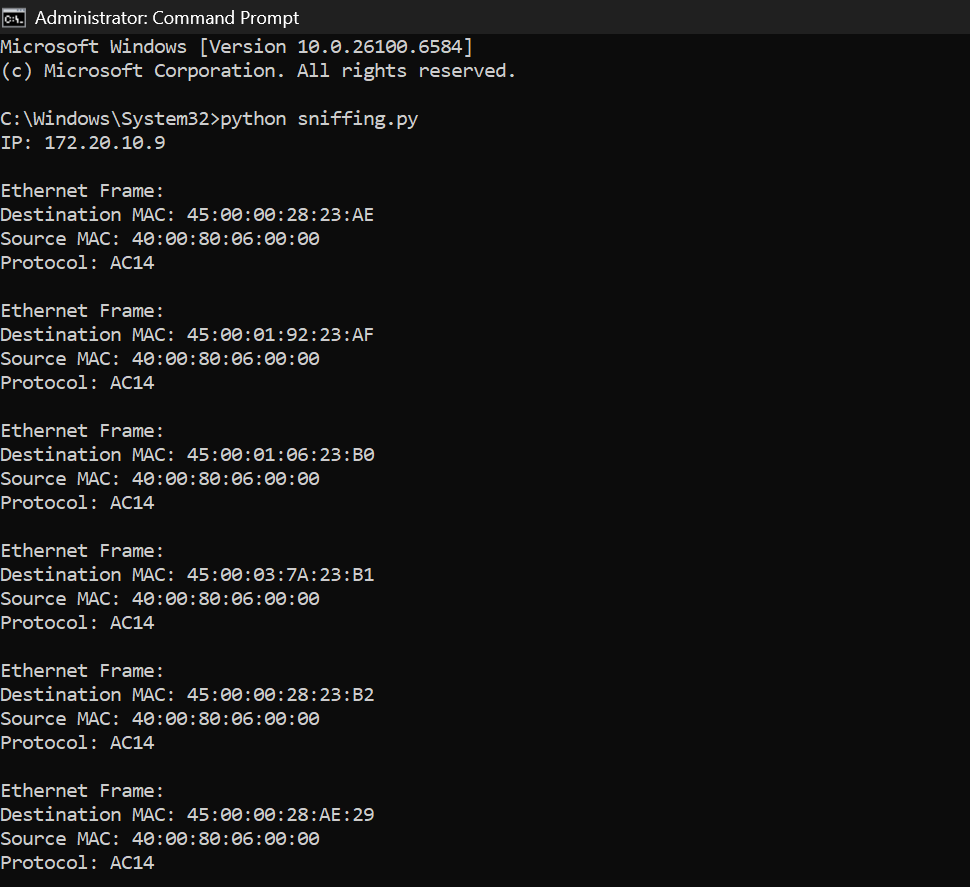 Administrator: Command Prompt
Microsoft Windows [Version 10.0.26100.6584]
(c) Microsoft Corporation. All rights reserved.
C:\Windows\System32>python sniffing.py
IP: 172.20.10.9
Ethernet Frame:
Destination MAC: 45:00:00:28:23:AE
Source MAC: 40:00:80:06:00:00
Protocol: AC14
Ethernet Frame:
Destination MAC: 45:00:01:92:23:AF
Source MAC: 40:00:80:06:00:00
Protocol: AC14
Ethernet Frame:
Destination MAC: 45:00:01:06:23:B0
Source MAC: 40:00:80:06:00:00
Protocol: AC14
Ethernet Frame:
Destination MAC: 45:00:03:7A:23:B1
Source MAC: 40:00:80:06:00:00
Protocol: AC14
Ethernet Frame:
Destination MAC: 45:00:00:28:23:B2
Source MAC: 40:00:80:06:00:00
Protocol: AC14
Ethernet Frame:
Destination MAC: 45:00:00:28:AE:29
Source MAC: 40:00:80:06:00:00
Protocol: AC14